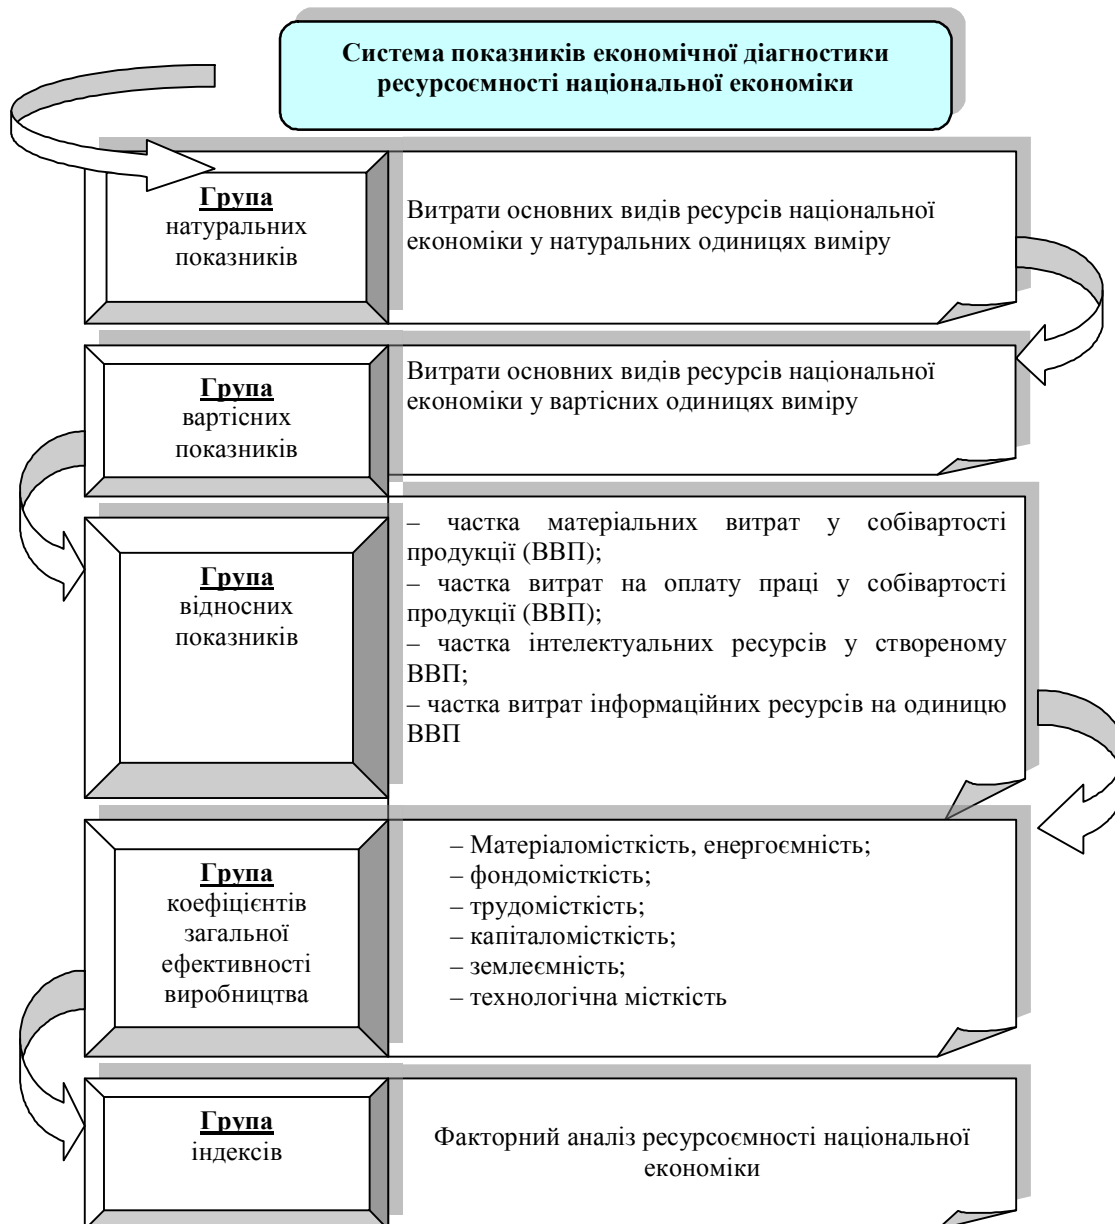 Система показників економічної діагностики
ресурсоємності національної економіки
Група
натуральних
показників
Витрати основних видів ресурсів національної
економіки у натуральних одиницях виміру
Група
вартісних
показників
Витрати основних видів ресурсів національної
економіки у вартісних одиницях виміру
Група
відносних
показників
– частка матеріальних витрат у собівартості
продукції (ВВП);
– частка витрат на оплату праці у собівартості
продукції (ВВП);
– частка інтелектуальних ресурсів у створеному
ВВП;
– частка витрат інформаційних ресурсів на одиницю
ВВП
Група
коефіцієнтів
загальної
ефективності
виробництва
– Матеріаломісткість, енергоємність;
– фондомісткість;
– трудомісткість;
– капіталомісткість;
– землеємність;
– технологічна місткість
Група
індексів
Факторний аналіз ресурсоємності національної
економіки